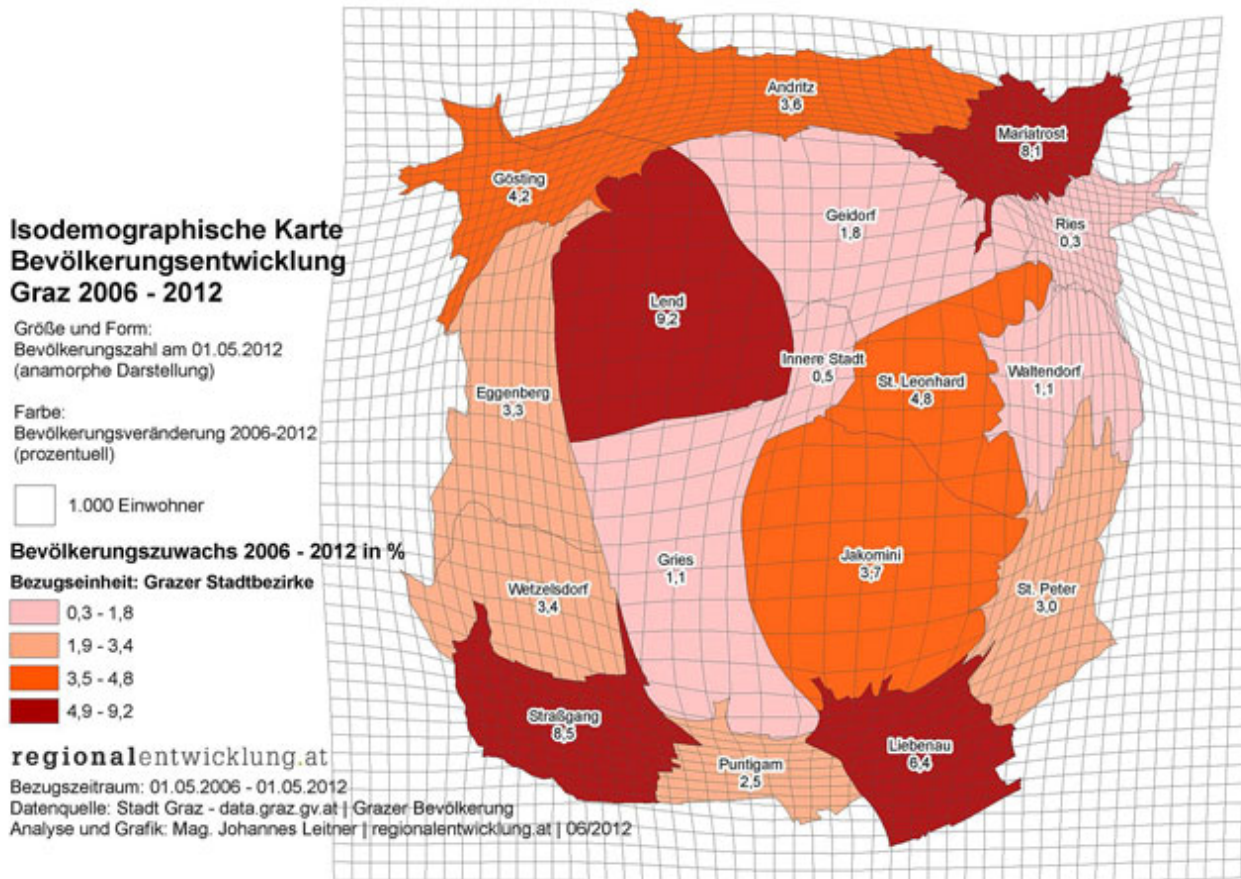 Isodemographische Karte
Bevölkerungsentwicklung
Graz 2006 - 2012
Größe und Form:
Bevölkerungszahl am 01.05.2012
(anamorphe Darstellung)
Farbe:
Bevölkerungsveränderung 2006-2012
(prozentuell)
1.000 Einwohner
Bevölkerungszuwachs 2006 - 2012 in %
Bezugseinheit: Grazer Stadtbezirke
0,3 - 1,8
1,9 - 3,4
3,5 - 4,8
4,9 - 9,2
regionalentwicklung.at
Bezugszeitraum: 01.05.2006 - 01.05.2012
Datenquelle: Stadt Graz - data.graz.gv.at | Grazer Bevölkerung
Analyse und Grafik: Mag. Johannes Leitner | regionalentwicklung.at | 06/2012
Andritz
3,6
Mariatrost
8,1
Gösting
4,2
Geidorf
1,8
Ries
0,3
Lend
9,2
Innere Stadt
0,5
St. Leonhard
4,8
Waltendorf
1,1
Eggenberg
3,3
Gries
1,1
Jakomini
3,7
Wetzelsdorf
3,4
St. Peter
3,0
Straßgang
8,5
Puntigam
2,5
Liebenau
6,4